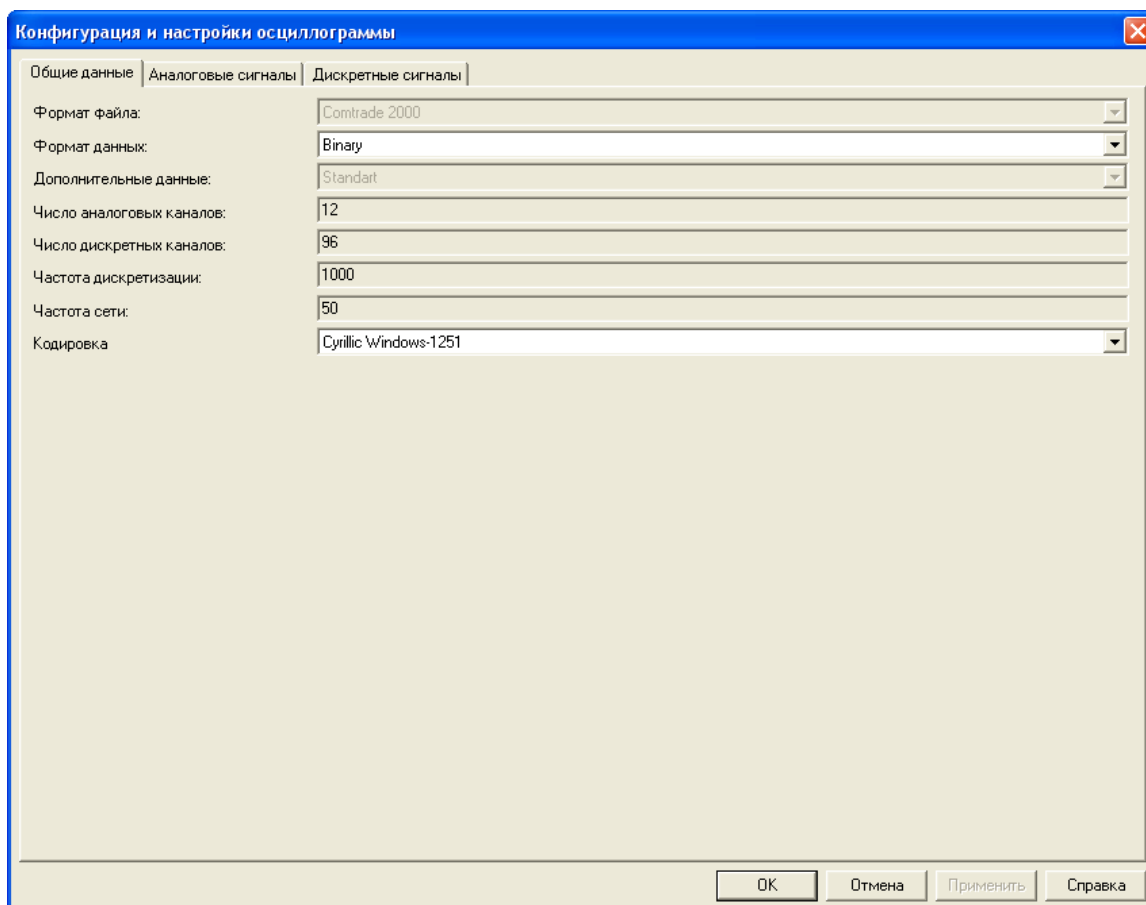 Конфигурация и настройки осциллограммы
Общие данные Аналоговые сигналы Дискретные сигналы
Формат файла: Comtrade 2000
Формат данных: Binary
Дополнительные данные: Standart
Число аналоговых каналов: 12
Число дискретных каналов: 96
Частота дискретизации: 1000
Частота сети: 50
Кодировка Cyrillic Windows-1251
OK Отмена Применить Справка